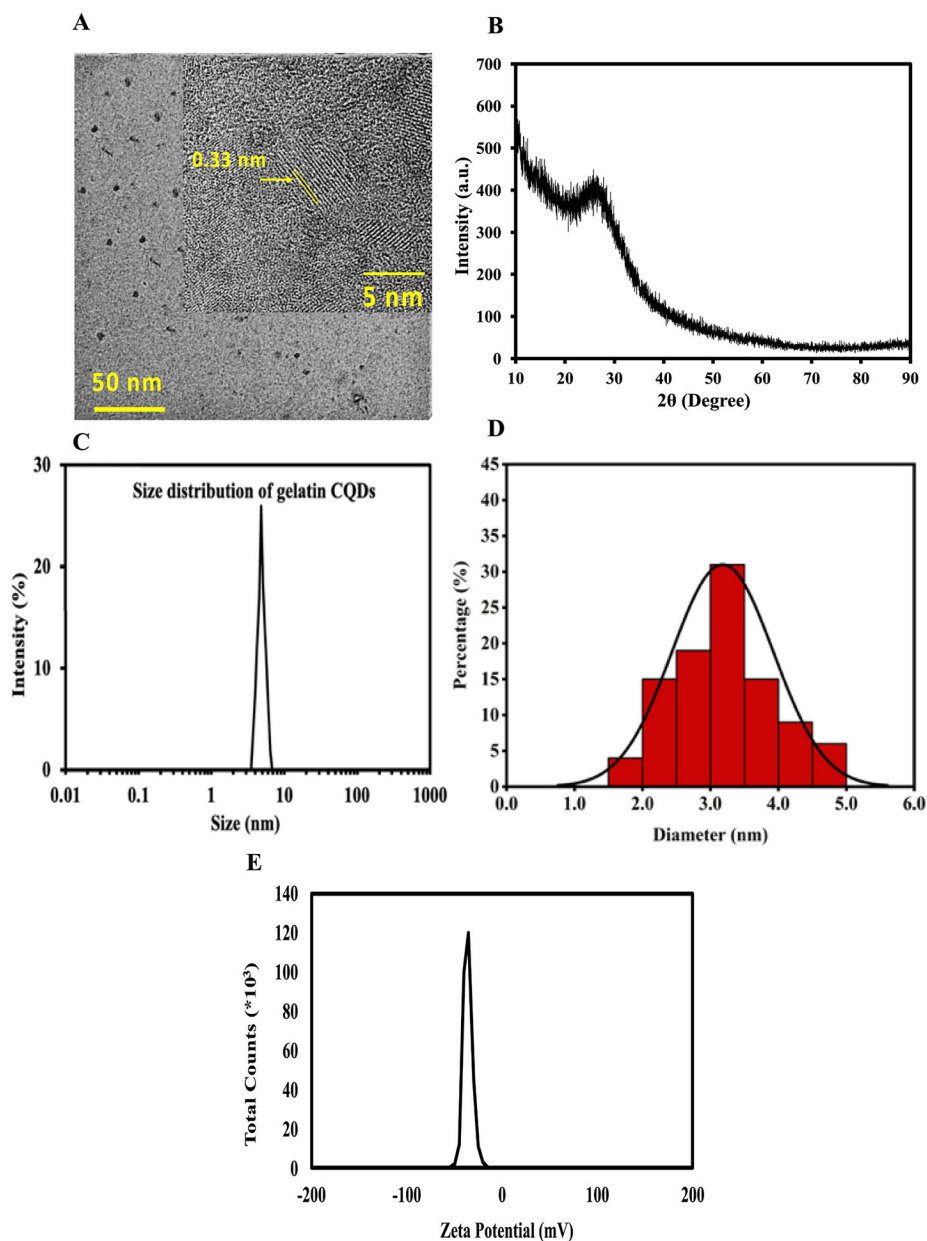 A
0.33 nm
5 nm
50 nm
B
700
600
500
400
300
200
100
0
Intensity (a.u.)
10 20 30 40 50 60 70 80 90
2θ (Degree)
C
Size distribution of gelatin CQDs
30
20
10
0
Intensity (%)
0.01 0.1 1 10 100 1000
Size (nm)
D
45
40
35
30
25
20
15
10
5
0
Percentage (%)
0.0 1.0 2.0 3.0 4.0 5.0 6.0
Diameter (nm)
E
140
120
100
80
60
40
20
0
Total Counts (*10³)
-200 -100 0 100 200
Zeta Potential (mV)